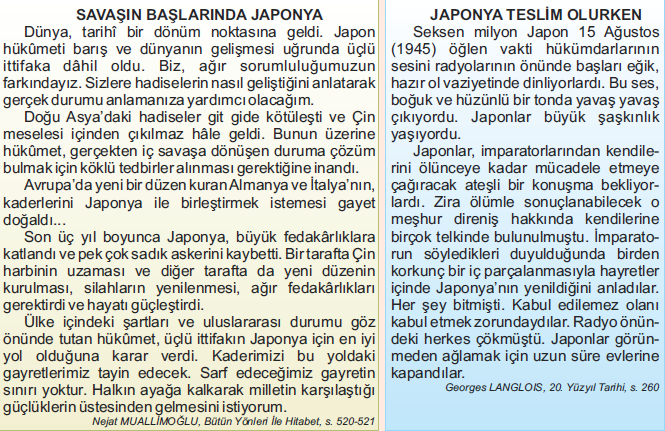 SAVAŞIN BAŞLARINDA JAPONYA
Dünya, tarihî bir dönüm noktasına geldi. Japon
hükûmeti barış ve dünyanın gelişmesi uğrunda üçlü
ittifaka dâhil oldu. Biz, ağır sorumluluğumuzun
farkındayız. Sizlere hadiselerin nasıl geliştiğini anlatarak
gerçek durumu anlamanıza yardımcı olacağım.
Doğu Asya’daki hadiseler git gide kötüleşti ve Çin
meselesi içinden çıkılmaz hâle geldi. Bunun üzerine
hükûmet, gerçekten iç savaşa dönüşen duruma çözüm
bulmak için köklü tedbirler alınması gerektiğine inandı.
Avrupa’da yeni bir düzen kuran Almanya ve İtalya’nın,
kaderlerini Japonya ile birleştirmek istemesi gayet
doğaldı...
Son üç yıl boyunca Japonya, büyük fedakârlıklara
katlandı ve pek çok sadık askerini kaybetti. Bir tarafta Çin
harbinin uzaması ve diğer tarafta da yeni düzenin
kurulması, silahların yenilenmesi, ağır fedakârlıkları
gerektirdi ve hayatı güçleştirdi.
Ülke içindeki şartları ve uluslararası durumu göz
önünde tutan hükûmet, üçlü ittifakın Japonya için en iyi
yol olduğuna karar verdi. Kaderimizi bu yoldaki
gayretlerimiz tayin edecek. Sarf edeceğimiz gayretin
sınırı yoktur. Halkın ayağa kalkarak milletin karşılaştığı
güçlüklerin üstesinden gelmesini istiyorum.
Nejat MUALLİMOĞLU, Bütün Yönleri İle Hitabet, s. 520-521
JAPONYA TESLİM OLURKEN
Seksen milyon Japon 15 Ağustos
(1945) öğlen vakti hükümdarlarının
sesini radyolarının önünde başları eğik,
hazır ol vaziyetinde dinliyorlardı. Bu ses,
boğuk ve hüzünlü bir tonda yavaş yavaş
çıkıyordu. Japonlar büyük şaşkınlık
yaşıyordu.
Japonlar, imparatorlarından kendile-
rini ölünceye kadar mücadele etmeye
çağıracak ateşli bir konuşma bekliyor-
lardı. Zira ölümle sonuçlanabilecek o
meşhur direniş hakkında kendilerine
birçok telkinde bulunulmuştu. İmparato-
run söyledikleri duyulduğunda birden
korkunç bir iç parçalanmasıyla hayretler
içinde Japonya’nın yenildiğini anladılar.
Her şey bitmişti. Kabul edilemez olanı
kabul etmek zorundaydılar. Radyo önün-
deki herkes çökmüştü. Japonlar görün-
meden ağlamak için uzun süre evlerine
kapandılar.
Georges LANGLOIS, 20. Yüzyıl Tarihi, s. 260